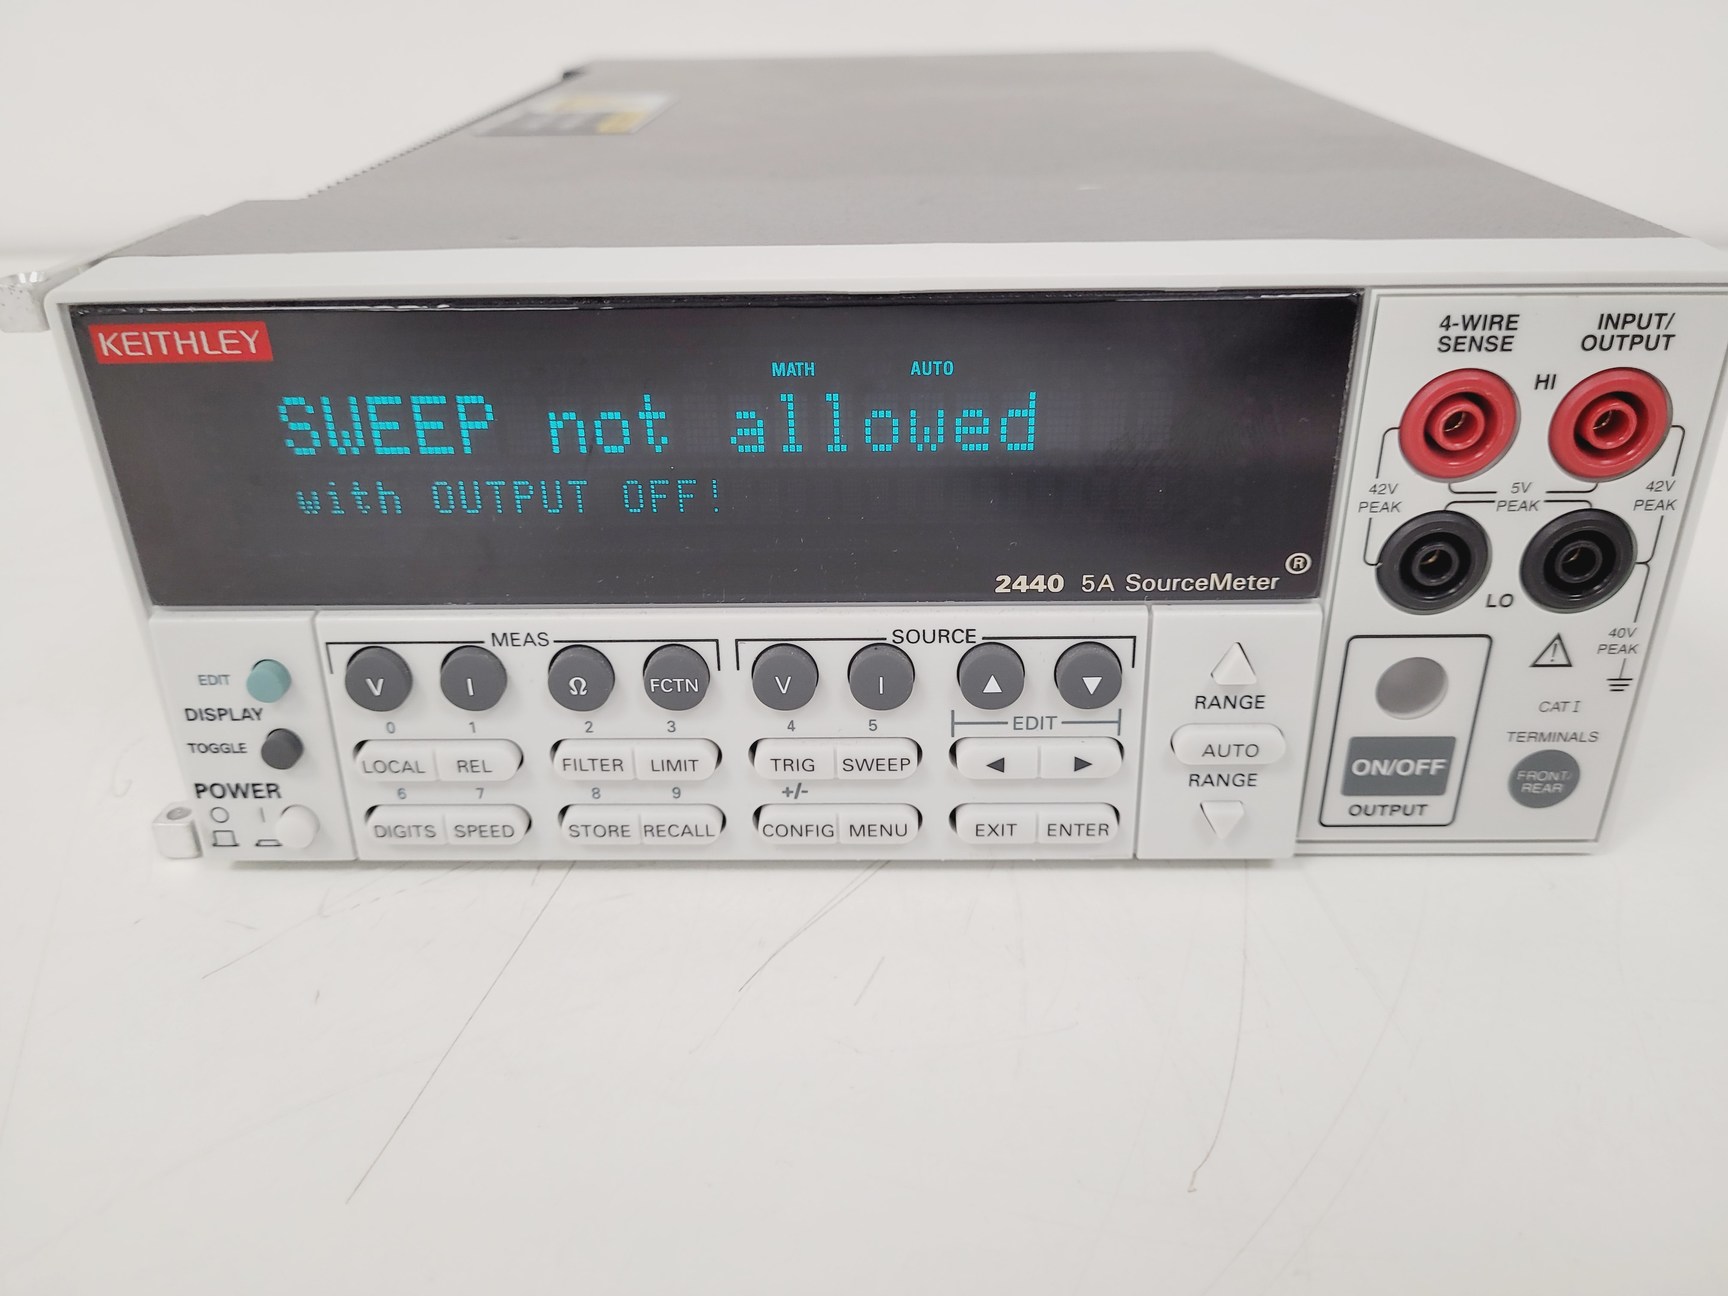 KEITHLEY
MATH AUTO
SWEEP not allowed
with OUTPUT OFF!
2440 5A SourceMeter ®
4-WIRE SENSE
INPUT/ OUTPUT
HI
42V PEAK
5V PEAK
42V PEAK
LO
40V PEAK
CAT I
TERMINALS
FRONT/ REAR
ON/OFF
OUTPUT
EDIT
DISPLAY
TOGGLE
POWER
MEAS
V I Ω FCTN
SOURCE
V I ▲ ▼
0 1 2 3 4 5
EDIT
LOCAL REL FILTER LIMIT TRIG SWEEP ◀ ▶
6 7 8 9 +/-
DIGITS SPEED STORE RECALL CONFIG MENU EXIT ENTER
RANGE
AUTO
RANGE